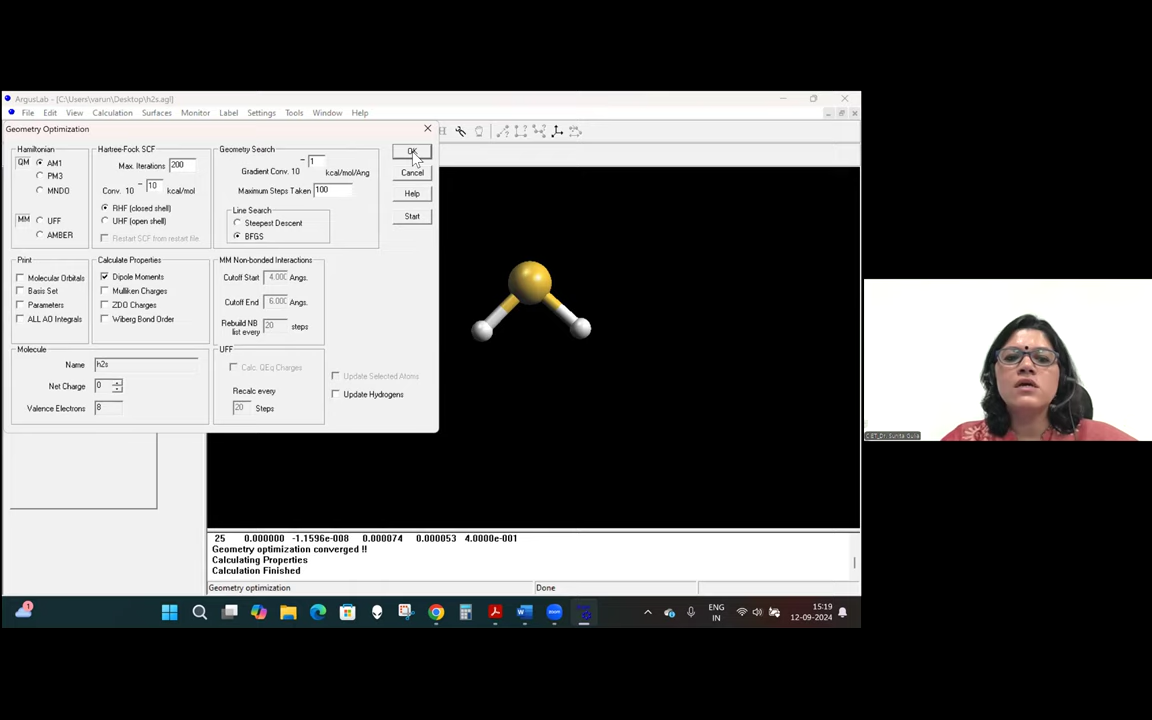 ArgusLab - [C:\Users\varun\Desktop\h2s.agl]
File Edit View Calculation Surfaces Monitor Label Settings Tools Window Help
Geometry Optimization
Hamiltonian
QM AM1
PM3
MNDO
MM UFF
AMBER
Hartree-Fock SCF
Max. Iterations 200
Conv. 10 - 10 kcal/mol
RHF (closed shell)
UHF (open shell)
Restart SCF from restart file.
Geometry Search
Gradient Conv. 10 - 1 kcal/mol/Ang
Maximum Steps Taken 100
Line Search
Steepest Descent
BFGS
OK
Cancel
Help
Start
Print
Molecular Orbitals
Basis Set
Parameters
ALL AO Integrals
Calculate Properties
Dipole Moments
Mulliken Charges
ZDO Charges
Wiberg Bond Order
MM Non-bonded Interactions
Cutoff Start 4.000 Angs.
Cutoff End 6.000 Angs.
Rebuild NB
list every 20 steps
Molecule
Name h2s
Net Charge 0
Valence Electrons 8
UFF
Calc. QEq Charges
Recalc every
20 Steps
Update Selected Atoms
Update Hydrogens
25 0.000000 -1.1596e-008 0.000074 0.000053 4.0000e-001
Geometry optimization converged !!
Calculating Properties
Calculation Finished
Geometry optimization Done
1
ENG
IN
15:19
12-09-2024